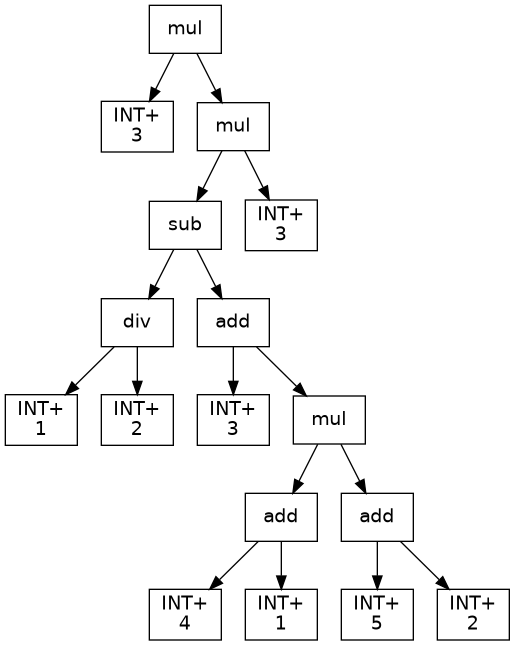 mul
INT+
3
mul
sub
INT+
3
div
add
INT+
1
INT+
2
INT+
3
mul
add
add
INT+
4
INT+
1
INT+
5
INT+
2